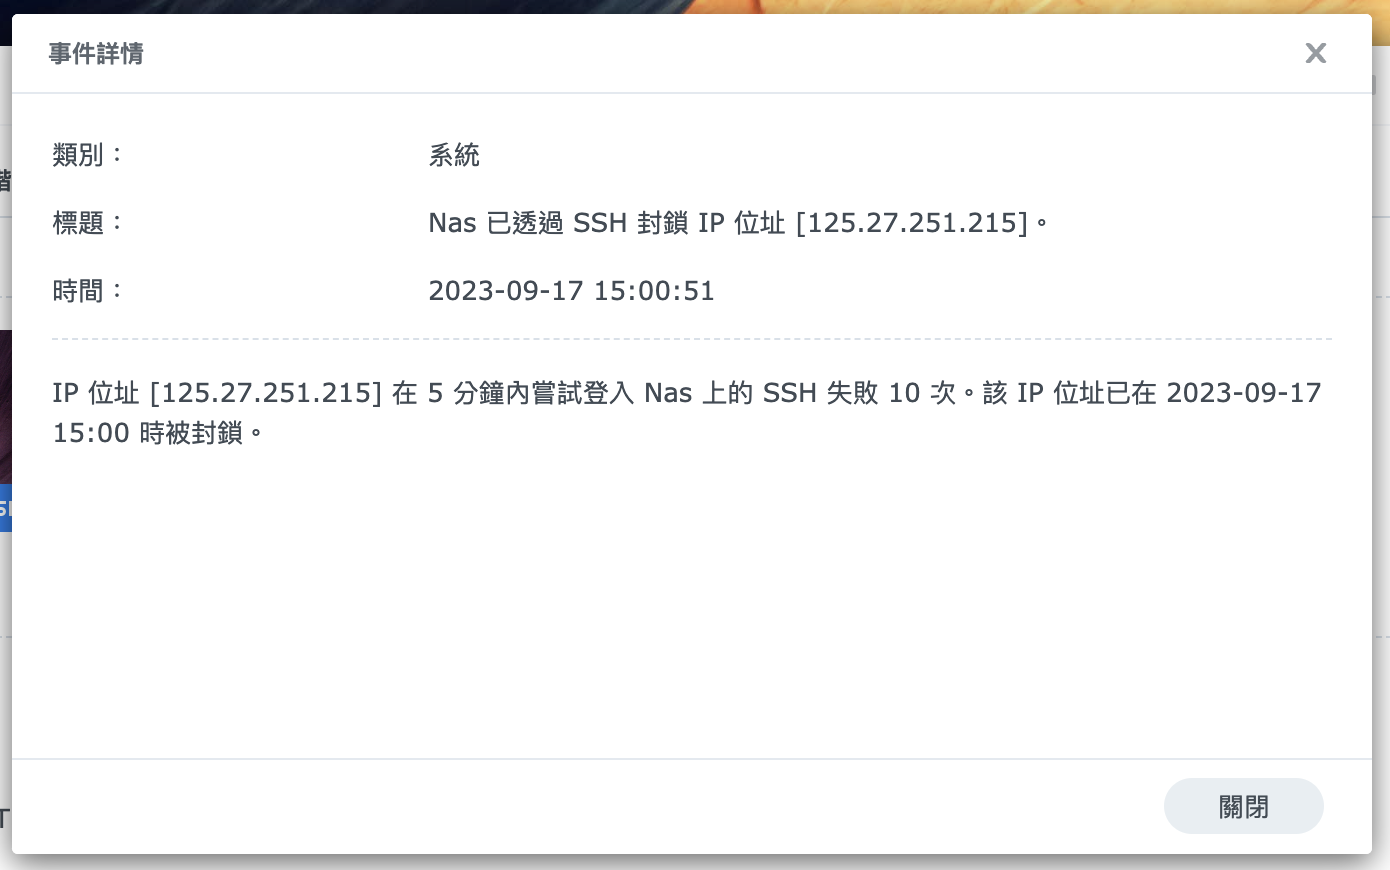 事件詳情
類別：
系統
標題：
Nas 已透過 SSH 封鎖 IP 位址 [125.27.251.215]。
時間：
2023-09-17 15:00:51
IP 位址 [125.27.251.215] 在 5 分鐘內嘗試登入 Nas 上的 SSH 失敗 10 次。該 IP 位址已在 2023-09-17
15:00 時被封鎖。
關閉